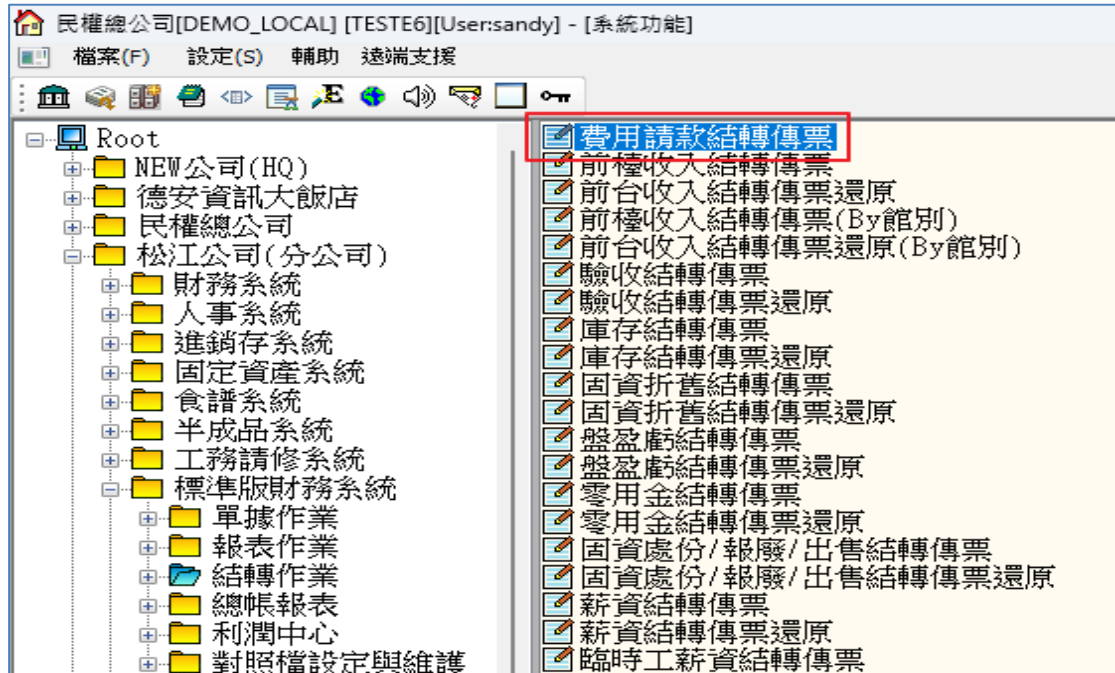 民權總公司[DEMO_LOCAL] [TESTE6][User:sandy] - [系統功能]
檔案(F) 設定(S) 輔助 遠端支援
Root
NEW公司(HQ)
德安資訊大飯店
民權總公司
松江公司(分公司)
財務系統
人事系統
進銷存系統
固定資產系統
食譜系統
半成品系統
工務請修系統
標準版財務系統
單據作業
報表作業
結轉作業
總帳報表
利潤中心
對照檔設定與維護
費用請款結轉傳票
前檯收入結轉傳票
前台收入結轉傳票還原
前檯收入結轉傳票(By館別)
前台收入結轉傳票還原(By館別)
驗收結轉傳票
驗收結轉傳票還原
庫存結轉傳票
庫存結轉傳票還原
固資折舊結轉傳票
固資折舊結轉傳票還原
盤盈虧結轉傳票
盤盈虧結轉傳票還原
零用金結轉傳票
零用金結轉傳票還原
固資處份/報廢/出售結轉傳票
固資處份/報廢/出售結轉傳票還原
薪資結轉傳票
薪資結轉傳票還原
臨時工薪資結轉傳票